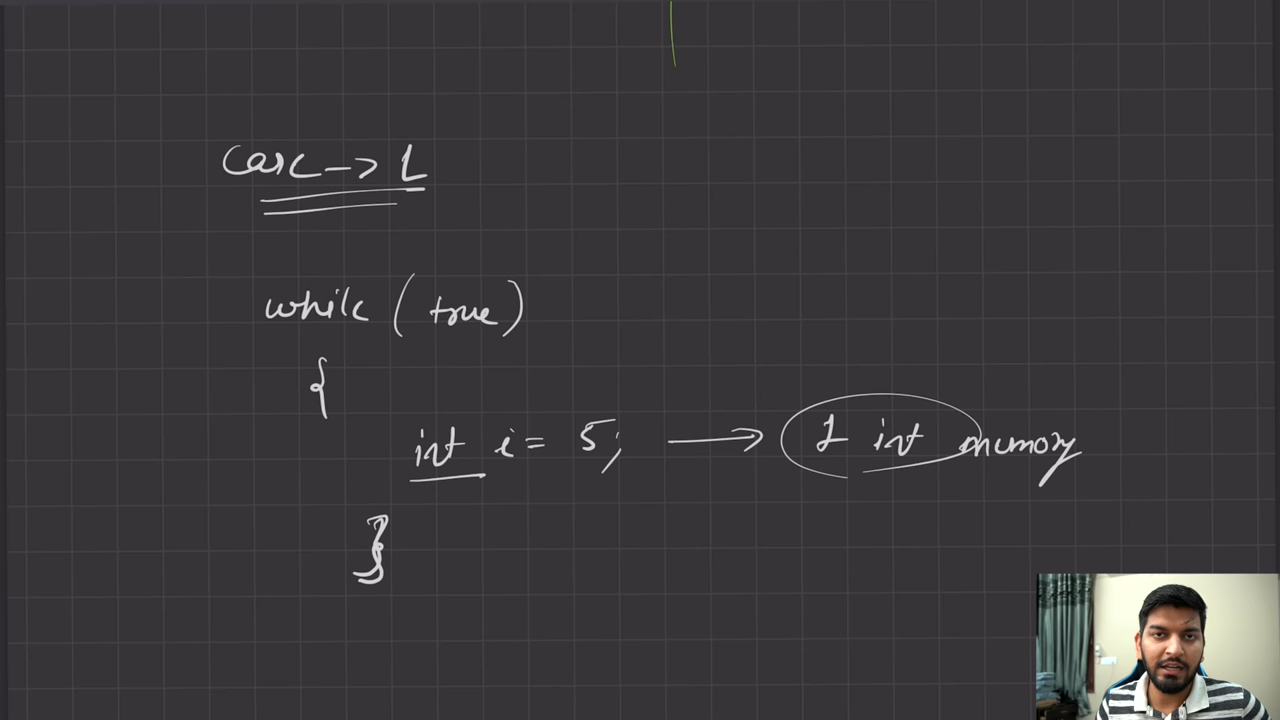 Case -> 1
while ( true )
{
int i = 5; -> 1 int memory
}